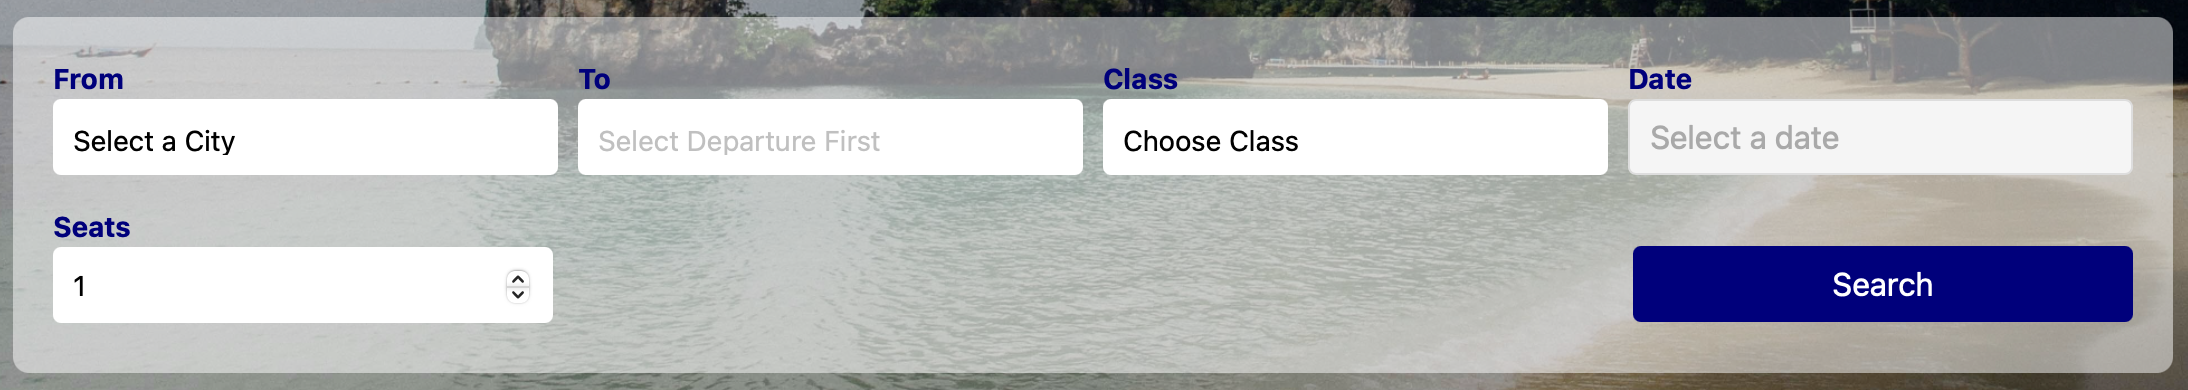 From
To
Class
Date
Select a City
Select Departure First
Choose Class
Select a date
Seats
1
Search